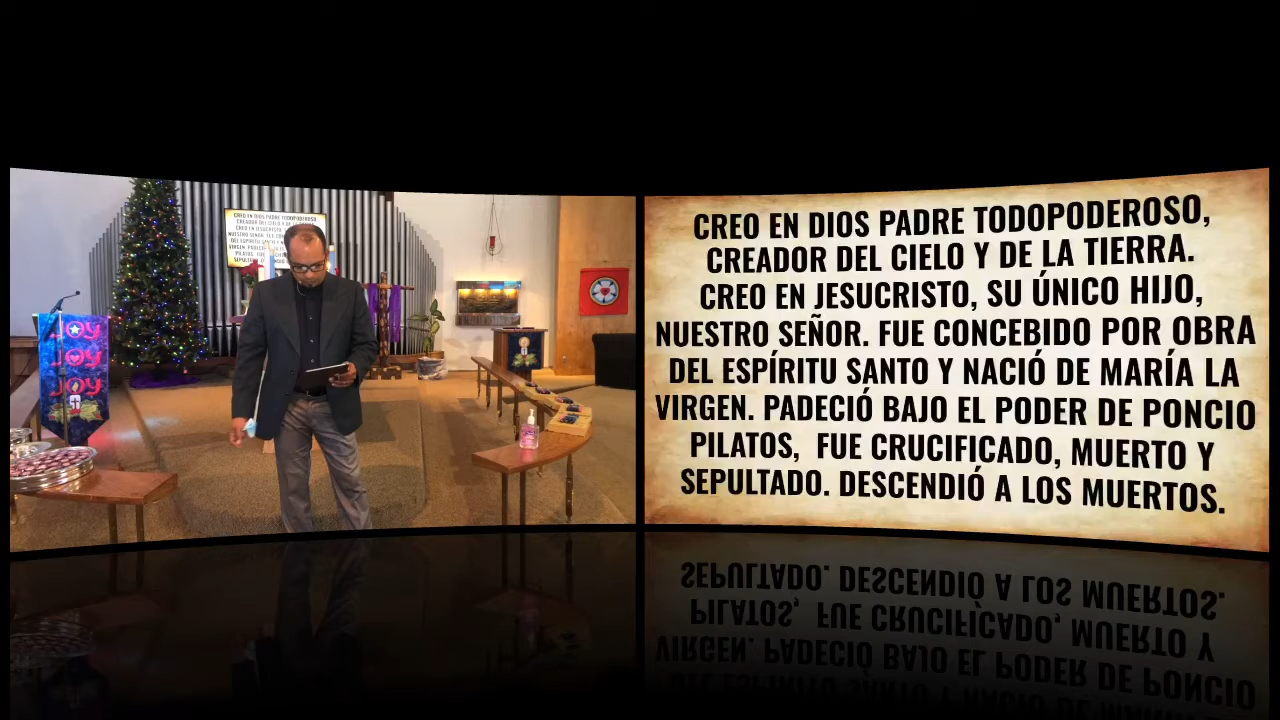 JOY
JOY
JOY
CREO EN DIOS PADRE TODOPODEROSO,
CREADOR DEL CIELO Y DE LA TIERRA.
CREO EN JESUCRISTO, SU ÚNICO HIJO,
NUESTRO SEÑOR. FUE CONCEBIDO POR OBRA
DEL ESPÍRITU SANTO Y NACIÓ DE MARÍA LA
VIRGEN. PADECIÓ BAJO EL PODER DE PONCIO
PILATOS, FUE CRUCIFICADO, MUERTO Y
SEPULTADO. DESCENDIÓ A LOS MUERTOS.